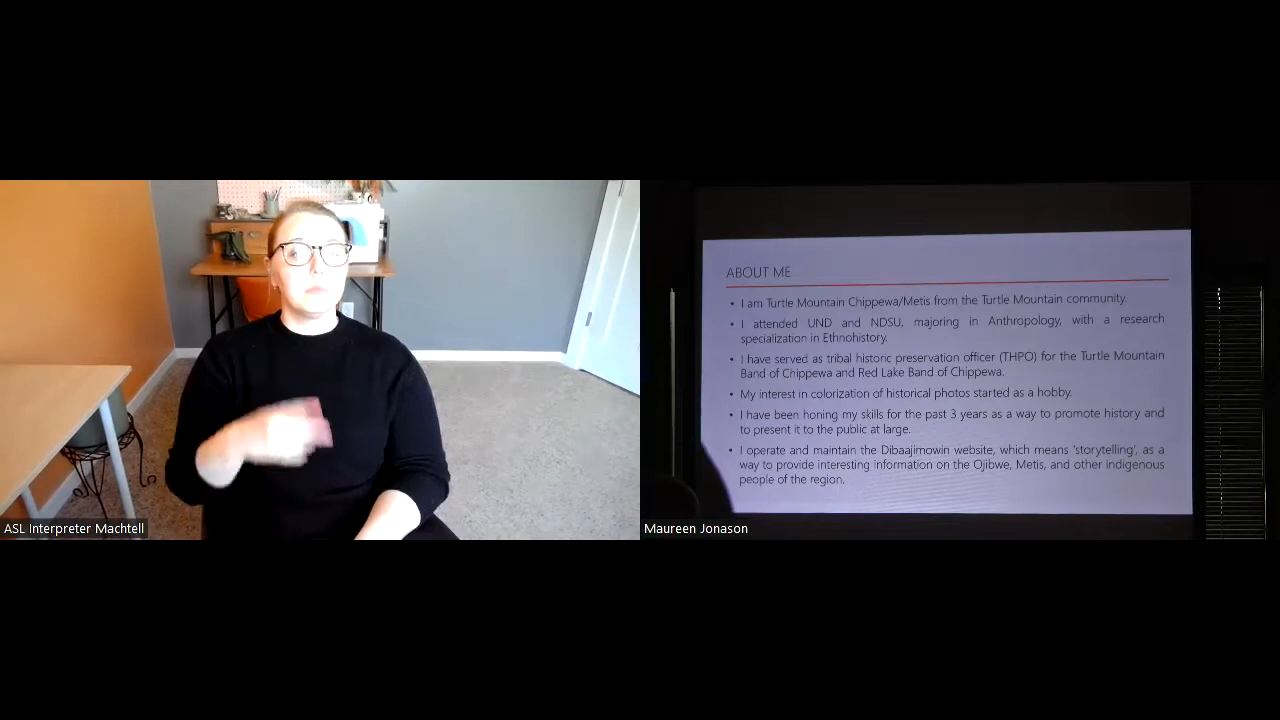 ASL Interpreter Machtell
ABOUT ME
• I am Turtle Mountain Chippewa/Metis from the Turtle Mountain community.
• I attended UND and NDSU, majoring in Anthropology, with a research
specialization in Ethnohistory.
• I have served as tribal historic preservation officer (THPO) for the Turtle Mountain
Band of Chippewa and Red Lake Band of Chippewa.
• My interest in colorization of historical photos started as a hobby.
• I have been honing my skills for the past 3 years as a way to promote history and
to present it to the public at large.
• I operate and maintain the Dibaajimowin website, which means 'storytelling', as a
way to provide interesting information on the Ojibwe, Metis, and other indigenous
people of the region.
Maureen Jonason